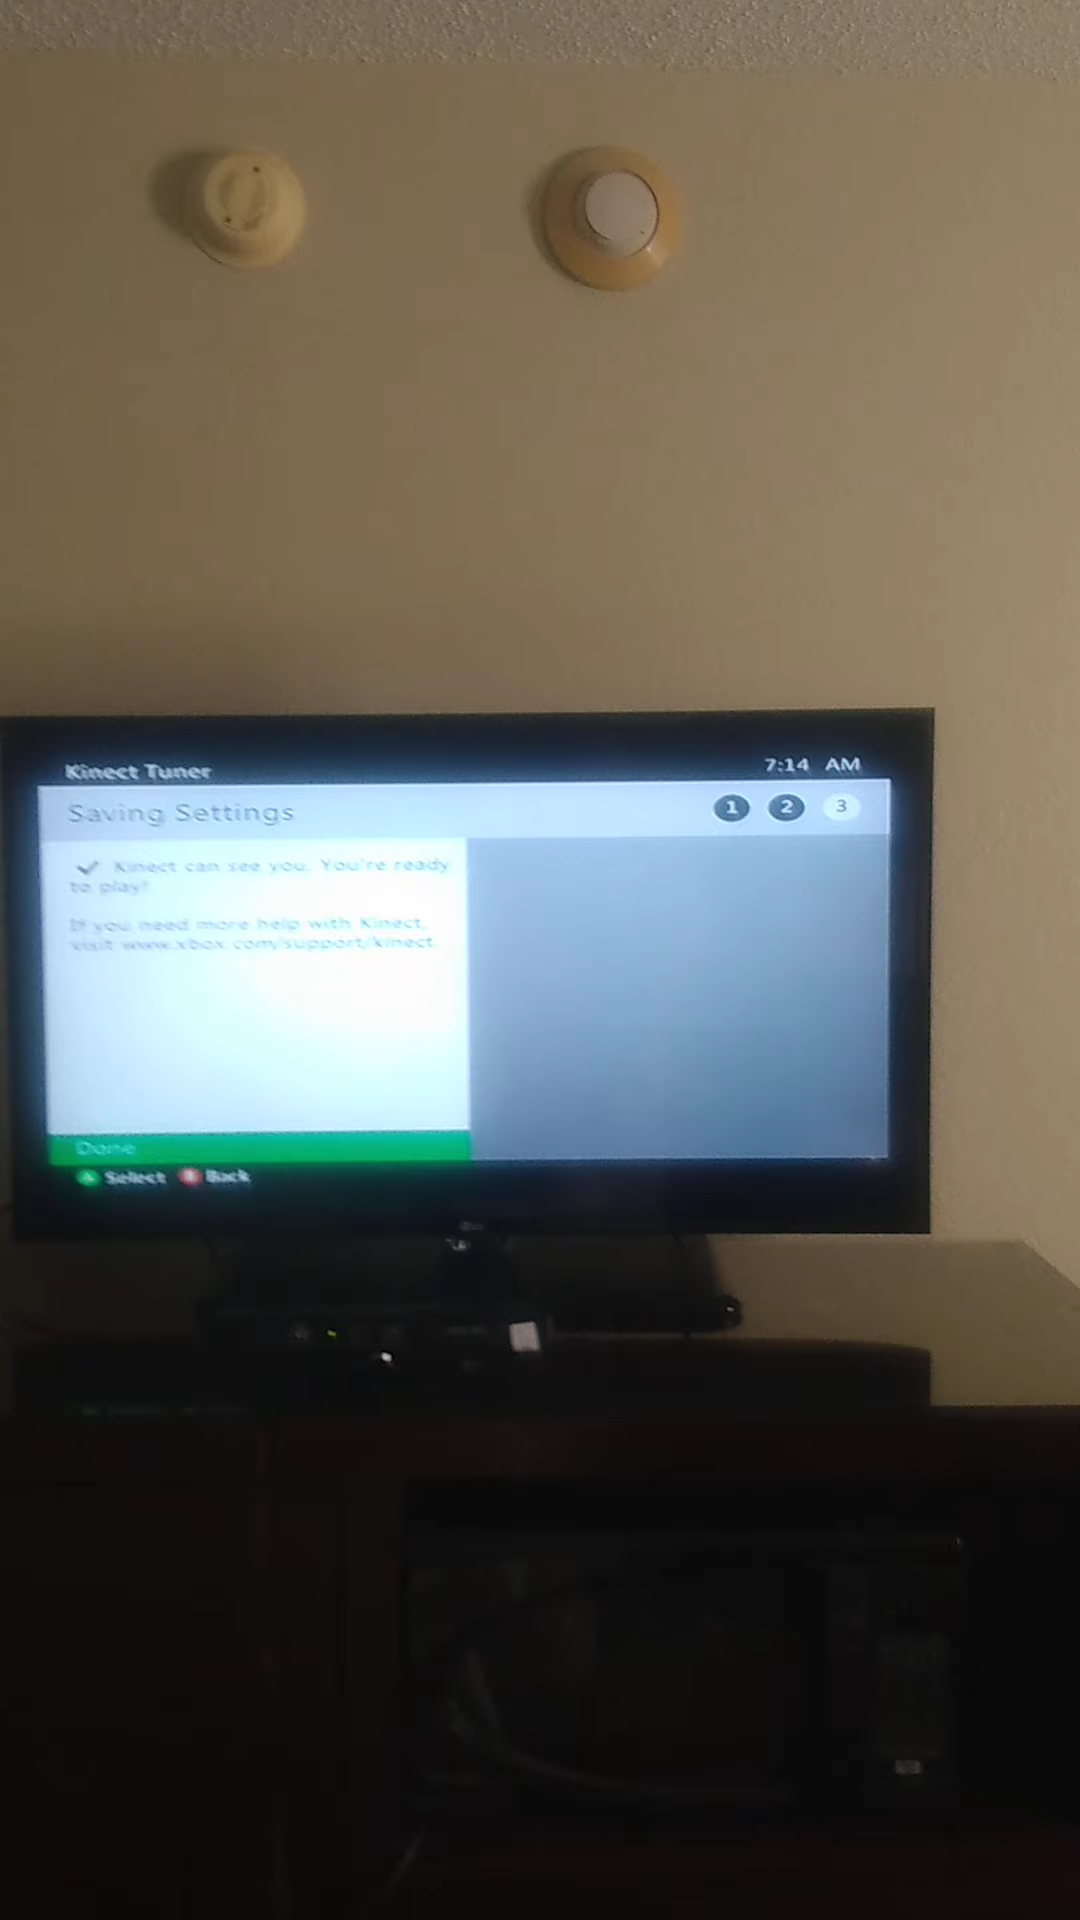 Kinect Tuner
7:14 AM
Saving Settings
1 2 3
Kinect can see you. You're ready
to play!
If you need more help with Kinect,
visit www.xbox.com/support/kinect.
Done
A Select B Back